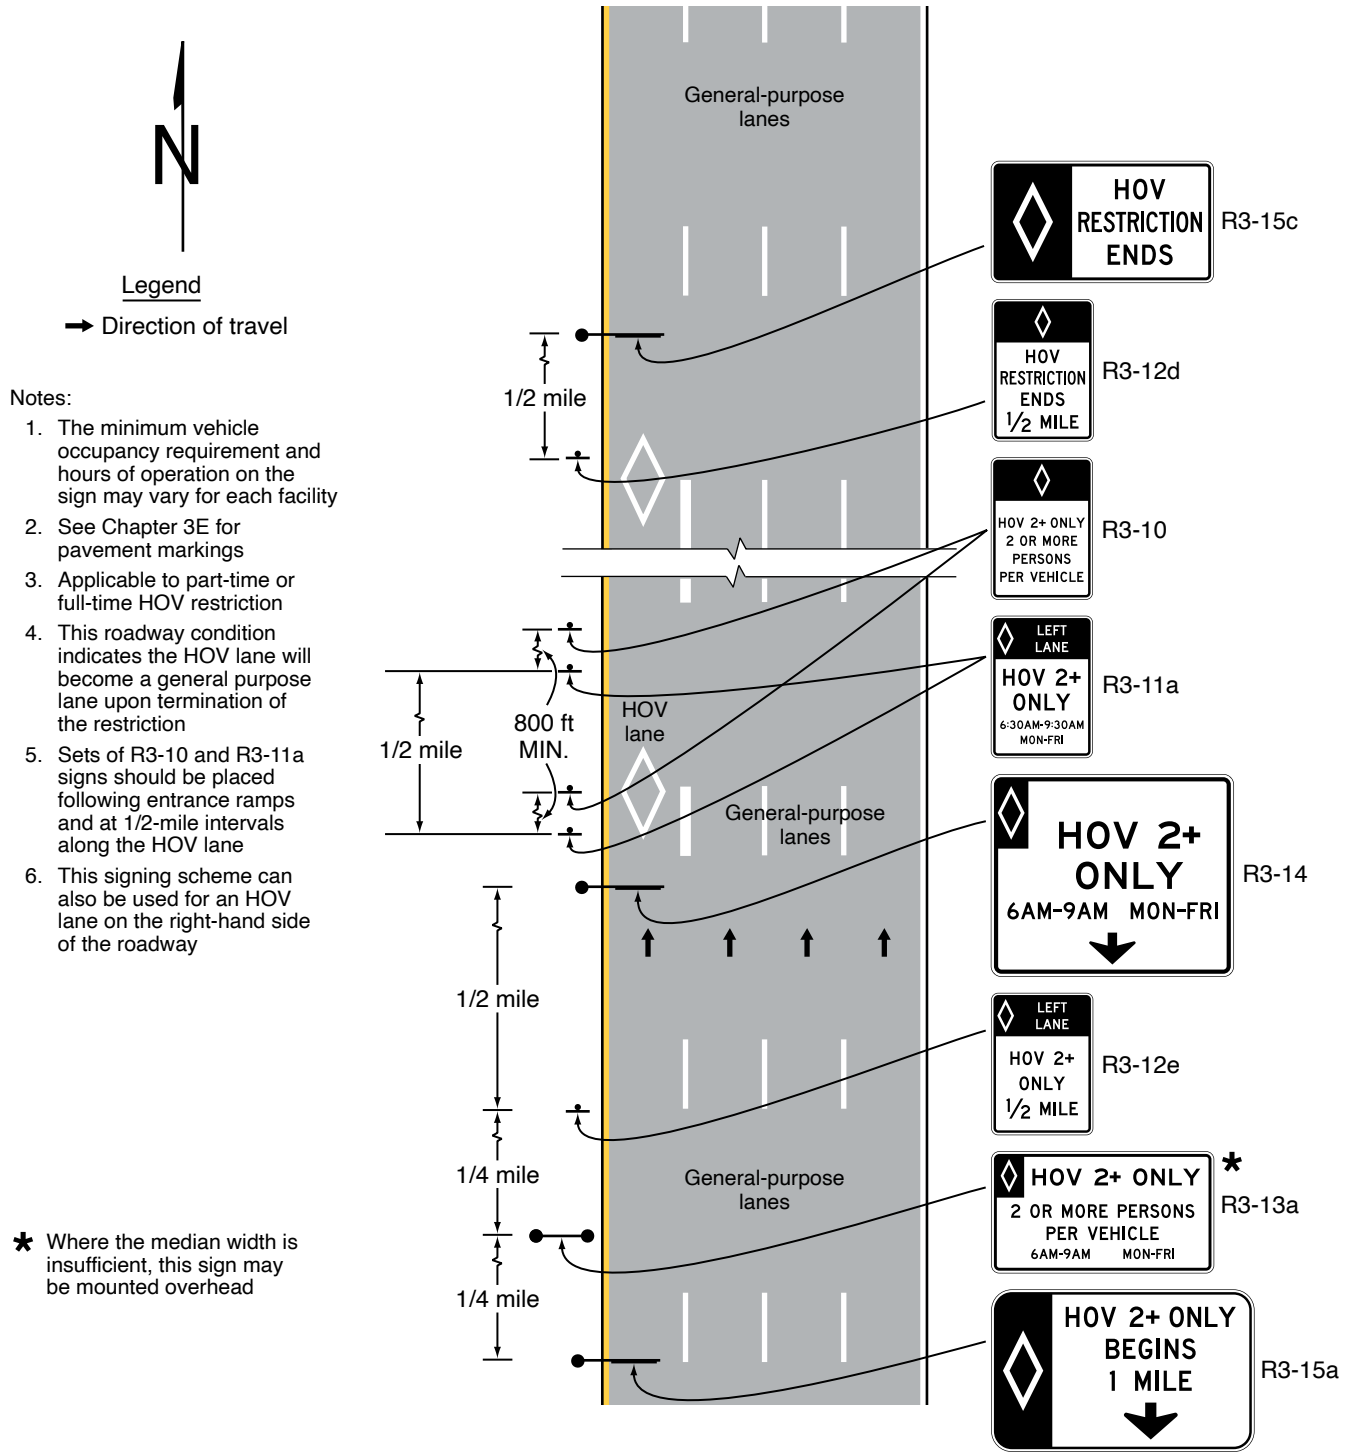 N
Legend
Direction of travel
Notes:
1. The minimum vehicle
occupancy requirement and
hours of operation on the
sign may vary for each facility
2. See Chapter 3E for
pavement markings
3. Applicable to part-time or
full-time HOV restriction
4. This roadway condition
indicates the HOV lane will
become a general purpose
lane upon termination of
the restriction
5. Sets of R3-10 and R3-11a
signs should be placed
following entrance ramps
and at 1/2-mile intervals
along the HOV lane
6. This signing scheme can
also be used for an HOV
lane on the right-hand side
of the roadway
* Where the median width is
insufficient, this sign may
be mounted overhead
1/2 mile
1/2 mile
800 ft
MIN.
1/2 mile
1/4 mile
1/4 mile
General-purpose
lanes
HOV
lane
General-purpose
lanes
General-purpose
lanes
HOV
RESTRICTION
ENDS
R3-15c
HOV
RESTRICTION
ENDS
1/2 MILE
R3-12d
HOV 2+ ONLY
2 OR MORE
PERSONS
PER VEHICLE
R3-10
LEFT
LANE
HOV 2+
ONLY
6:30AM-9:30AM
MON-FRI
R3-11a
HOV 2+
ONLY
6AM-9AM MON-FRI
R3-14
LEFT
LANE
HOV 2+
ONLY
1/2 MILE
R3-12e
HOV 2+ ONLY
2 OR MORE PERSONS
PER VEHICLE
6AM-9AM MON-FRI
*
R3-13a
HOV 2+ ONLY
BEGINS
1 MILE
R3-15a